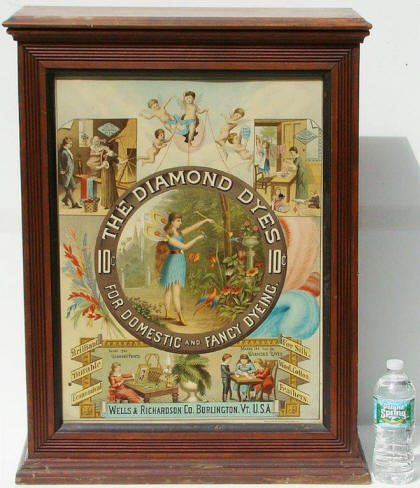 THE DIAMOND DYES
10¢ 10¢
FOR DOMESTIC AND FANCY DYEING.
Brilliant
Durable
Economical
For Silk
Wool, Cotton
Feathers
WELLS & RICHARDSON CO. BURLINGTON, VT. U.S.A.
Poland
Spring